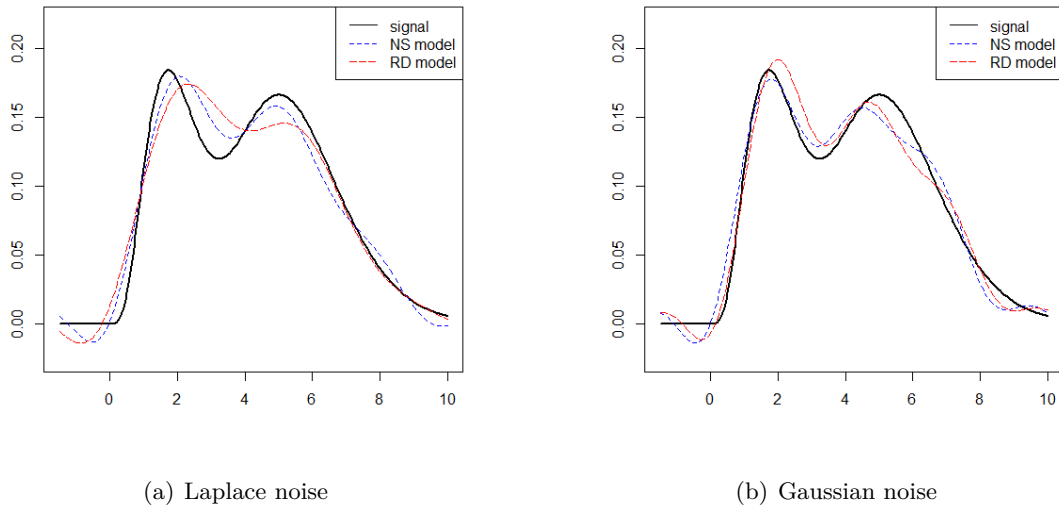 signal
NS model
RD model
0.20
0.15
0.10
0.05
0.00
0 2 4 6 8 10
(a) Laplace noise
signal
NS model
RD model
0.20
0.15
0.10
0.05
0.00
0 2 4 6 8 10
(b) Gaussian noise